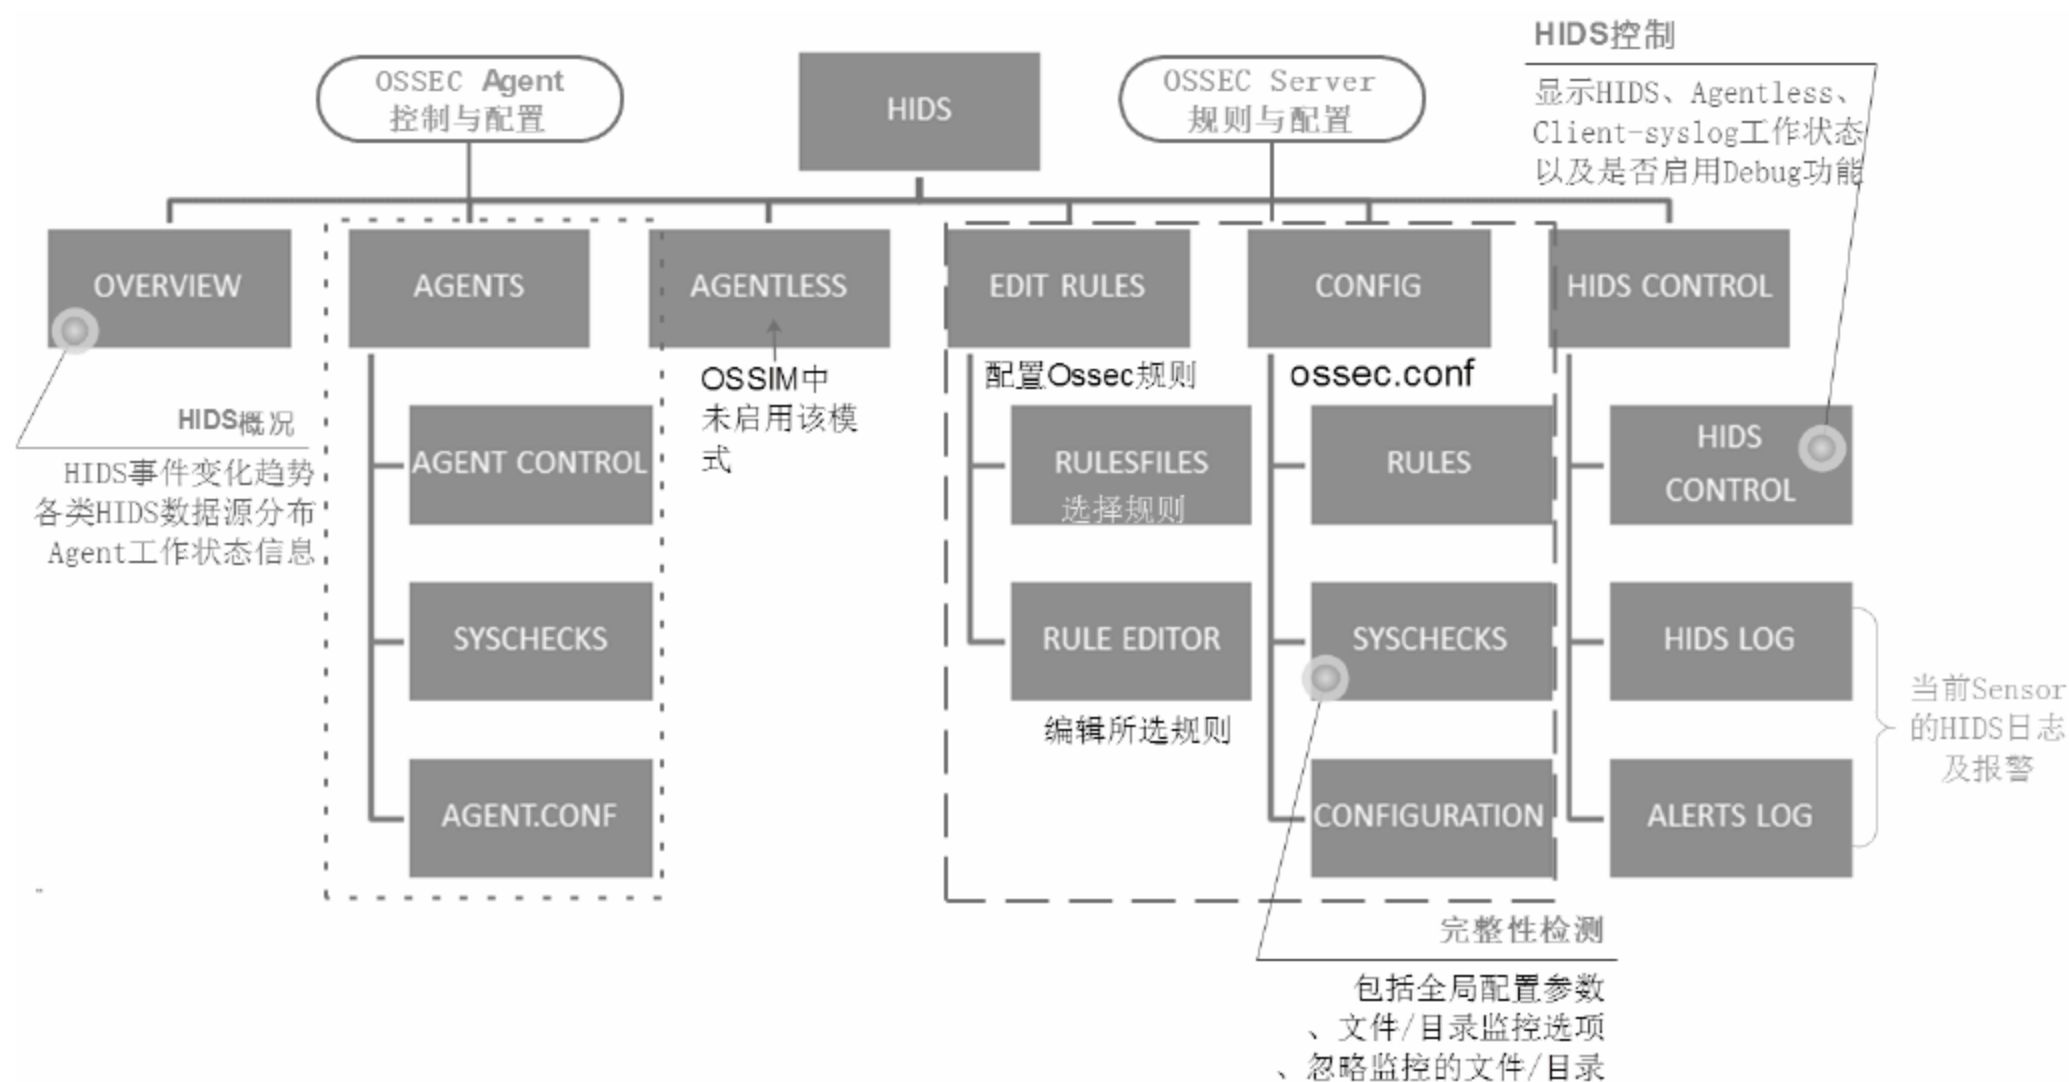 HIDS控制
OSSEC Agent
控制与配置
HIDS
OSSEC Server
规则与配置
显示HIDS、Agentless、
Client-syslog工作状态
以及是否启用Debug功能
OVERVIEW
AGENTS
AGENTLESS
EDIT RULES
CONFIG
HIDS CONTROL
HIDS概况
HIDS事件变化趋势
各类HIDS数据源分布
Agent工作状态信息
OSSIM中
未启用该模
式
配置Ossec规则
ossec.conf
AGENT CONTROL
RULESFILES
选择规则
RULES
HIDS
CONTROL
SYSCHECKS
RULE EDITOR
编辑所选规则
SYSCHECKS
HIDS LOG
当前Sensor
的HIDS日志
及报警
AGENT.CONF
CONFIGURATION
ALERTS LOG
完整性检测
包括全局配置参数
、文件/目录监控选项
、忽略监控的文件/目录